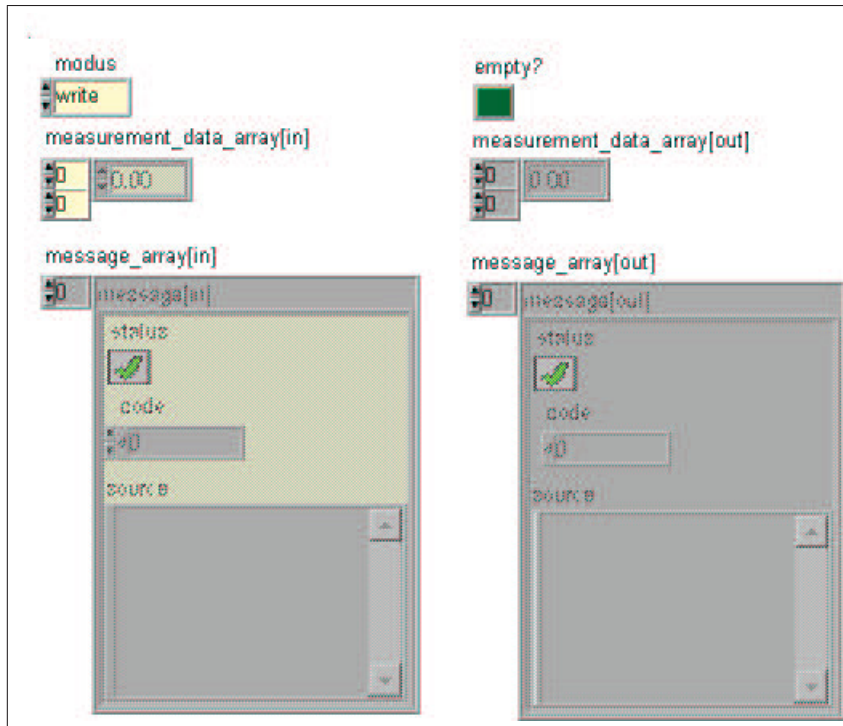 modus
write
measurement_data_array[in]
0
0.00
0
message_array[in]
0
message[in]
status
code
0
source
empty?
measurement_data_array[out]
0
0.00
0
message_array[out]
0
message[out]
status
code
0
source